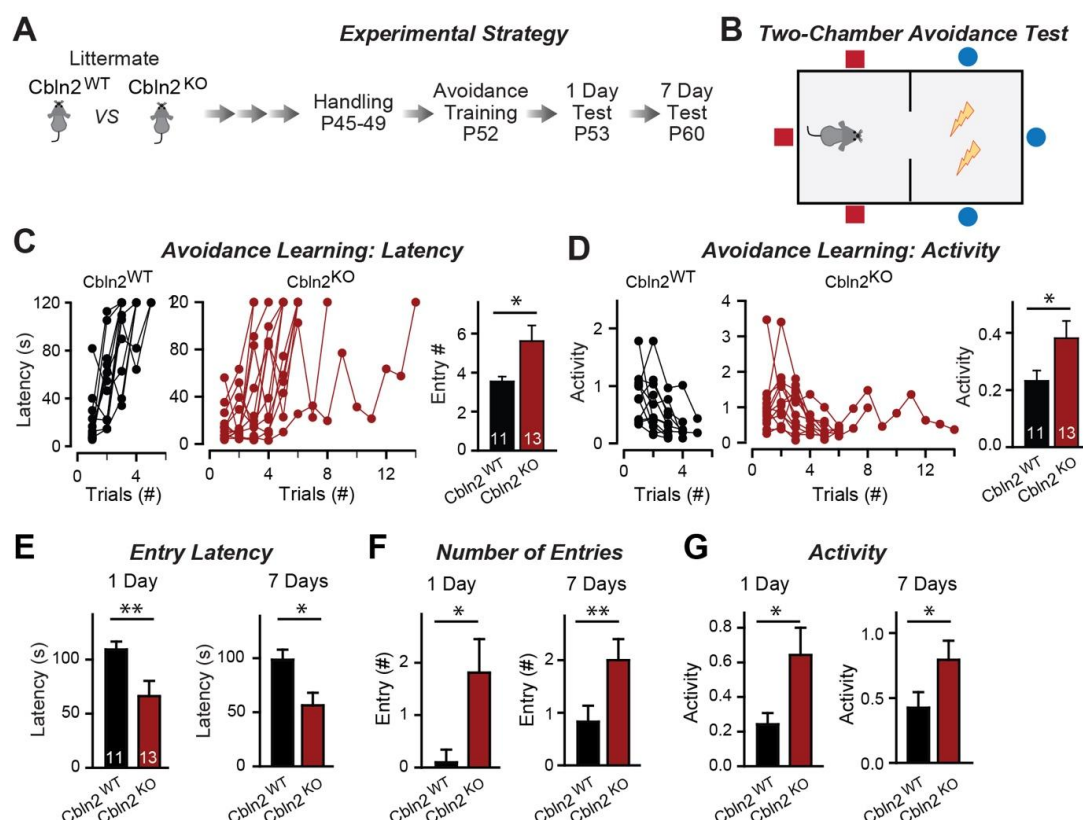 A
Experimental Strategy
Littermate
Cbln2WT
VS
Cbln2KO
Handling
P45-49
Avoidance
Training
P52
1 Day
Test
P53
7 Day
Test
P60
B
Two-Chamber Avoidance Test
C
Avoidance Learning: Latency
Cbln2WT
Latency (s)
120
80
40
0
0
4
Trials (#)
Cbln2KO
20
80
40
0
0
4
8
12
Trials (#)
*
Entry #
6
4
2
0
11
13
Cbln2WT
Cbln2KO
D
Avoidance Learning: Activity
Cbln2WT
Activity
2
1
0
0
4
Trials (#)
Cbln2KO
4
3
2
1
0
0
4
8
12
Trials (#)
*
Activity
0.4
0.2
0.0
11
13
Cbln2WT
Cbln2KO
E
Entry Latency
1 Day
**
Latency (s)
100
50
0
11
13
Cbln2WT
Cbln2KO
7 Days
*
Latency (s)
100
50
0
Cbln2WT
Cbln2KO
F
Number of Entries
1 Day
*
Entry (#)
2
1
0
Cbln2WT
Cbln2KO
7 Days
**
Entry (#)
2
1
0
Cbln2WT
Cbln2KO
G
Activity
1 Day
*
Activity
0.8
0.6
0.4
0.2
0.0
Cbln2WT
Cbln2KO
7 Days
*
Activity
1.0
0.5
0.0
Cbln2WT
Cbln2KO